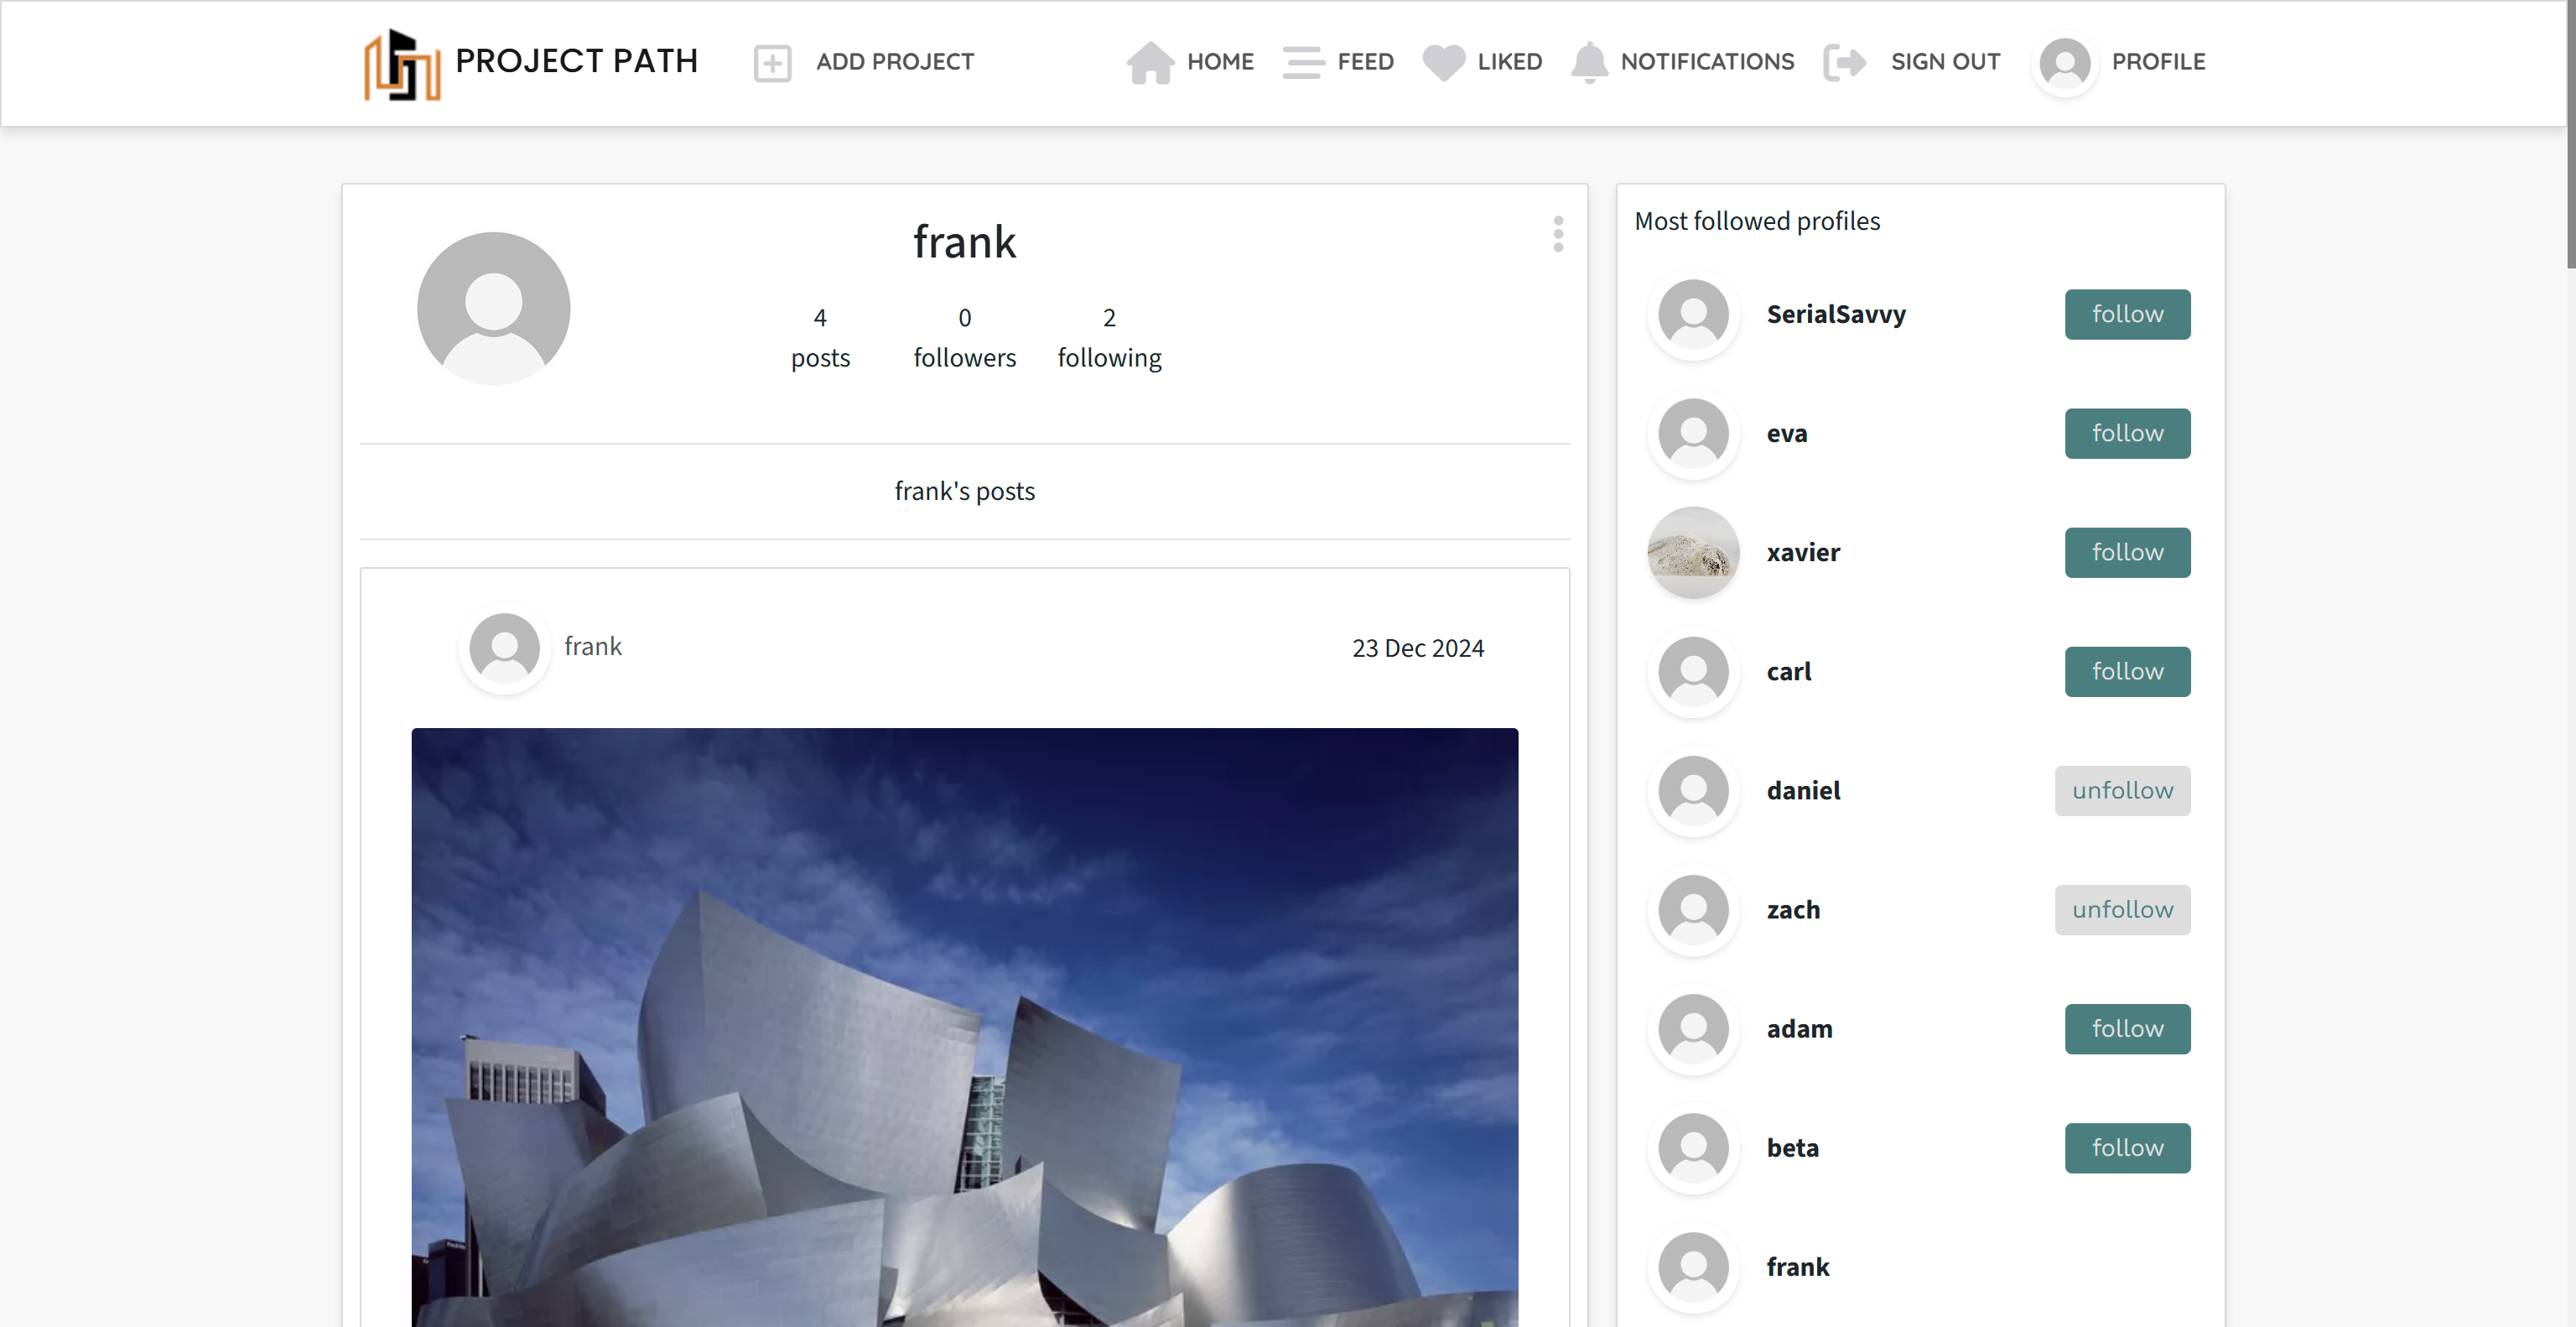 PROJECT PATH
ADD PROJECT
HOME
FEED
LIKED
NOTIFICATIONS
SIGN OUT
PROFILE
frank
4
posts
0
followers
2
following
frank's posts
frank
23 Dec 2024
Most followed profiles
SerialSavvy
follow
eva
follow
xavier
follow
carl
follow
daniel
unfollow
zach
unfollow
adam
follow
beta
follow
frank